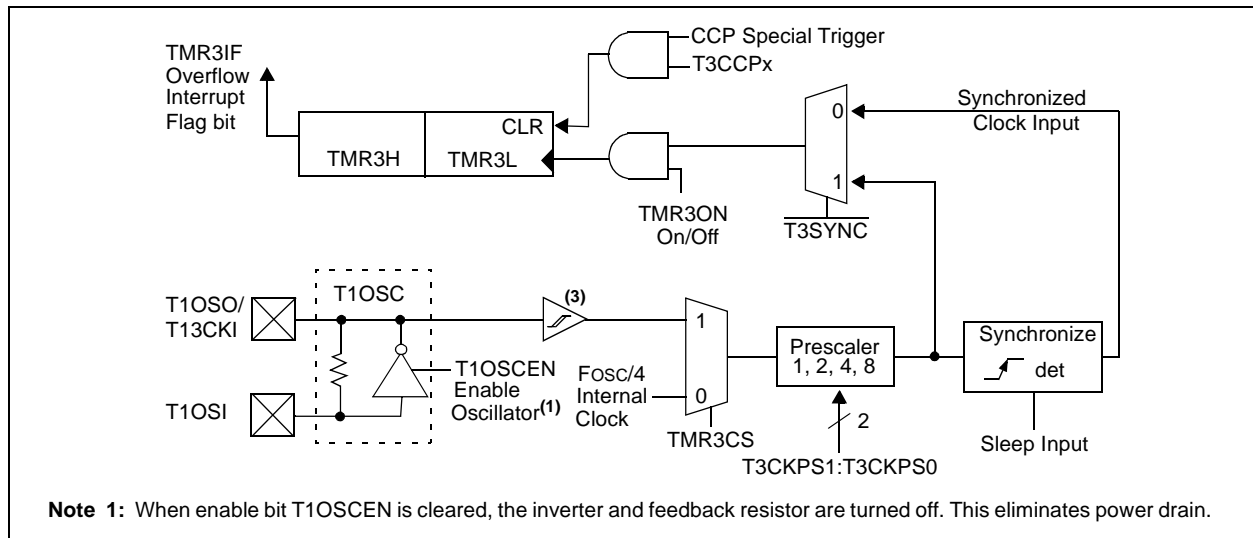 CCP Special Trigger
T3CCPx
TMR3IF
Overflow
Interrupt
Flag bit
CLR
TMR3H
TMR3L
TMR3ON
On/Off
0
1
T3SYNC
Synchronized
Clock Input
T1OSO/
T13CKI
T1OSI
T1OSC
T1OSCEN
Enable
Oscillator(1)
(3)
FOSC/4
Internal
Clock
1
0
TMR3CS
Prescaler
1, 2, 4, 8
2
T3CKPS1:T3CKPS0
Synchronize
det
Sleep Input
Note 1: When enable bit T1OSCEN is cleared, the inverter and feedback resistor are turned off. This eliminates power drain.